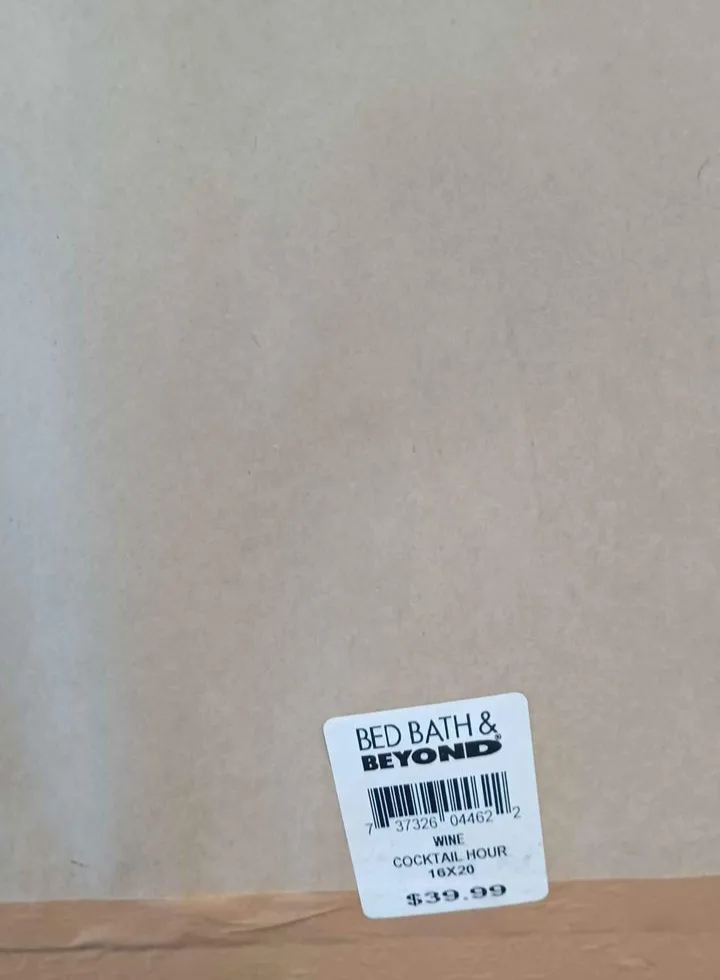 BED BATH &
BEYOND®
7 37326 04462 2
WINE
COCKTAIL HOUR
16X20
$39.99